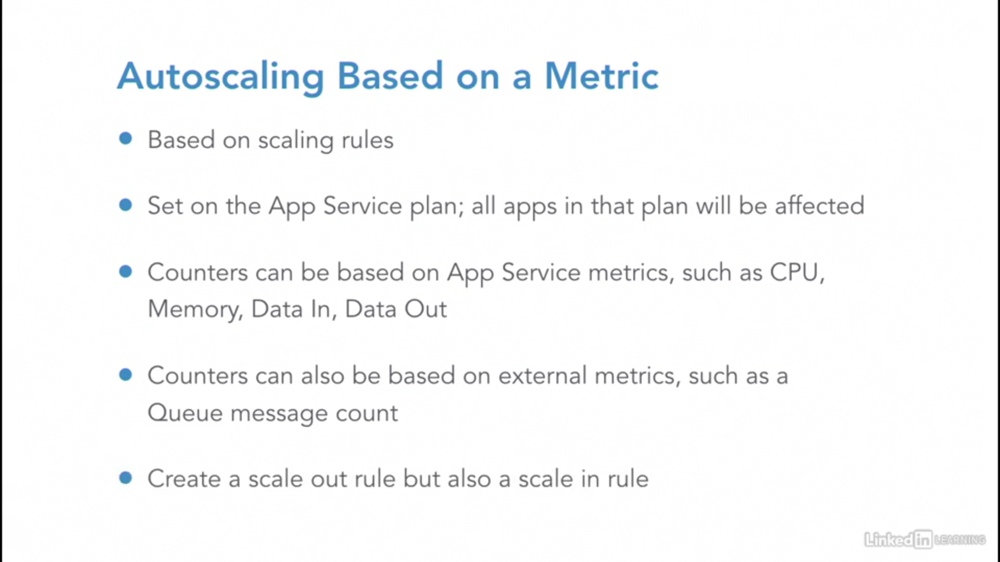 Autoscaling Based on a Metric
Based on scaling rules
Set on the App Service plan; all apps in that plan will be affected
Counters can be based on App Service metrics, such as CPU,
Memory, Data In, Data Out
Counters can also be based on external metrics, such as a
Queue message count
Create a scale out rule but also a scale in rule
Linked in LEARNING